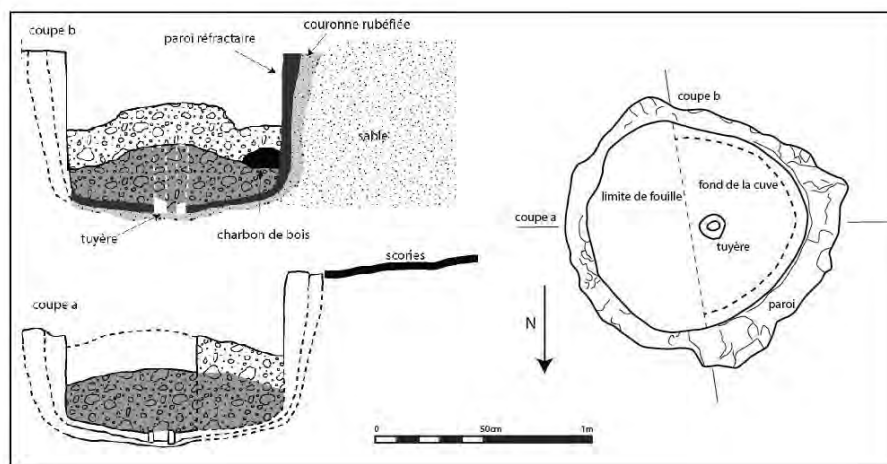 couronne rubéfiée
coupe b
paroi réfractaire
sable
tuyère
charbon de bois
scories
coupe a
0 50cm 1m
coupe b
limite de fouille
fond de la cuve
coupe a
tuyère
paroi
N